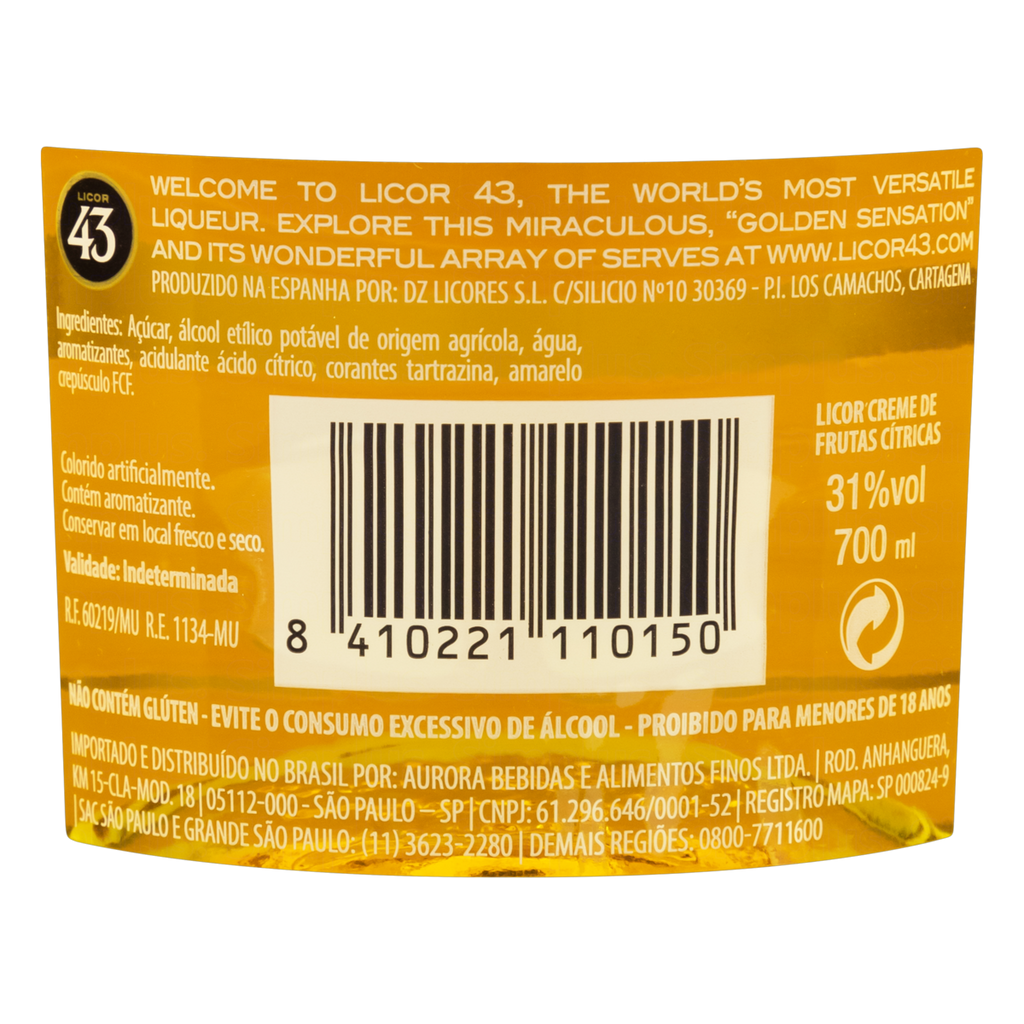 LICOR
43
WELCOME TO LICOR 43, THE WORLD'S MOST VERSATILE
LIQUEUR. EXPLORE THIS MIRACULOUS, “GOLDEN SENSATION”
AND ITS WONDERFUL ARRAY OF SERVES AT WWW.LICOR43.COM
PRODUZIDO NA ESPANHA POR: DZ LICORES S.L. C/SILICIO Nº10 30369 - P.I. LOS CAMACHOS, CARTAGENA
Ingredientes: Açúcar, álcool etílico potável de origem agrícola, água,
aromatizantes, acidulante ácido cítrico, corantes tartrazina, amarelo
crepúsculo FCF.
Colorido artificialmente.
Contém aromatizante.
Conservar em local fresco e seco.
Validade: Indeterminada
R.F. 60219/MU R.E. 1134-MU
8 410221 110150
LICOR CREME DE
FRUTAS CÍTRICAS
31%vol
700 ml
NÃO CONTÉM GLÚTEN - EVITE O CONSUMO EXCESSIVO DE ÁLCOOL - PROIBIDO PARA MENORES DE 18 ANOS
IMPORTADO E DISTRIBUÍDO NO BRASIL POR: AURORA BEBIDAS E ALIMENTOS FINOS LTDA. | ROD. ANHANGUERA,
KM 15-CLA-MOD. 18 | 05112-000 - SÃO PAULO – SP | CNPJ: 61.296.646/0001-52 | REGISTRO MAPA: SP 000824-9
| SAC SÃO PAULO E GRANDE SÃO PAULO: (11) 3623-2280 | DEMAIS REGIÕES: 0800-7711600